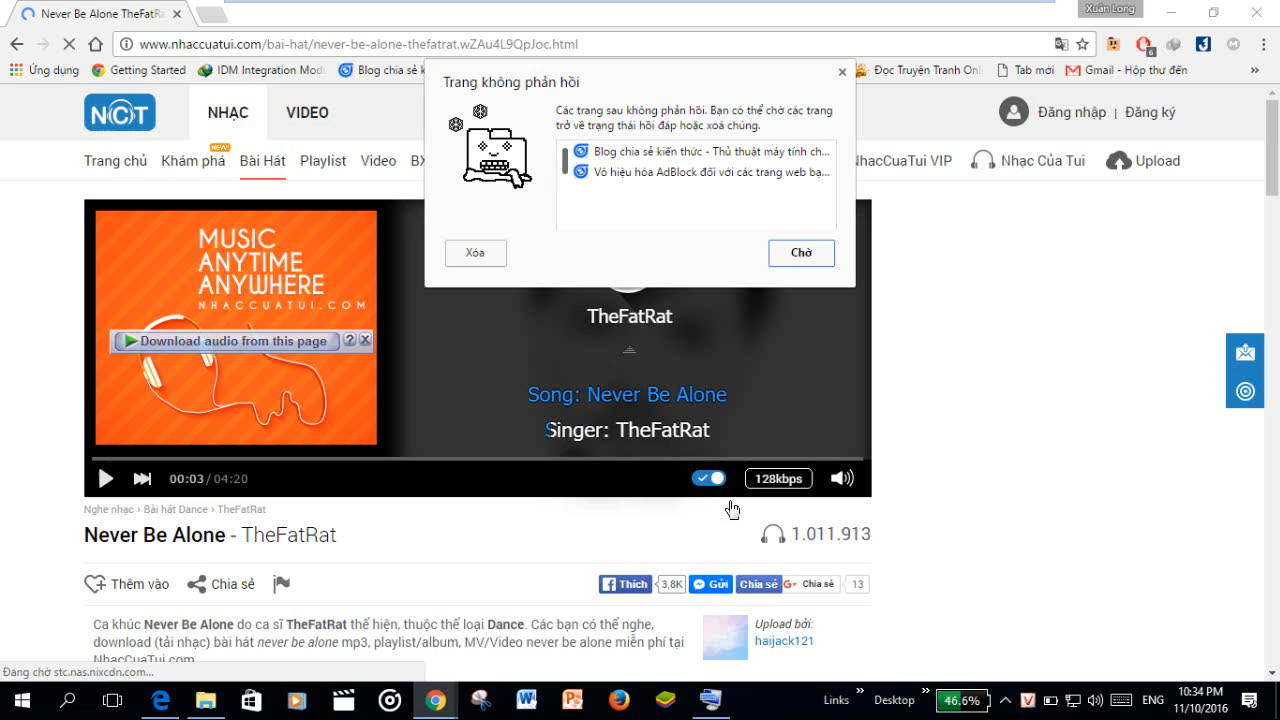 Never Be Alone TheFatRa
Xuân Long
www.nhaccuatui.com/bai-hat/never-be-alone-thefatrat.wZAu4L9QpJoc.html
6
Ứng dụng
Getting Started
IDM Integration Modu
Blog chia sẻ k
Đọc Truyện Tranh Onl
Tab mới
Gmail - Hộp thư đến
»
Trang không phản hồi
Các trang sau không phản hồi. Bạn có thể chờ các trang
trở về trạng thái hồi đáp hoặc xoá chúng.
Blog chia sẻ kiến thức - Thủ thuật máy tính ch...
Vô hiệu hóa AdBlock đối với các trang web bạ...
Xóa
Chờ
NCT
NHẠC
VIDEO
Đăng nhập | Đăng ký
NEW!
Trang chủ
Khám phá
Bài Hát
Playlist
Video
BX
NhacCuaTui VIP
Nhạc Của Tui
Upload
MUSIC
ANYTIME
ANYWHERE
NHACCUATUI.COM
Download audio from this page
?
TheFatRat
Song: Never Be Alone
Singer: TheFatRat
00:03 / 04:20
128kbps
Nghe nhạc › Bài hát Dance › TheFatRat
Never Be Alone - TheFatRat
1.011.913
Thêm vào
Chia sẻ
Thích
3,8K
Gửi
Chia sẻ
G+ Chia sẻ
13
Ca khúc Never Be Alone do ca sĩ TheFatRat thể hiện, thuộc thể loại Dance. Các bạn có thể nghe,
download (tải nhạc) bài hát never be alone mp3, playlist/album, MV/Video never be alone miễn phí tại
NhacCuaTui.com
Upload bởi:
haijack121
Đang chờ stc.nas.nixcdn.com...
Links
»
Desktop
»
46.6%
V
ENG
10:34 PM
11/10/2016